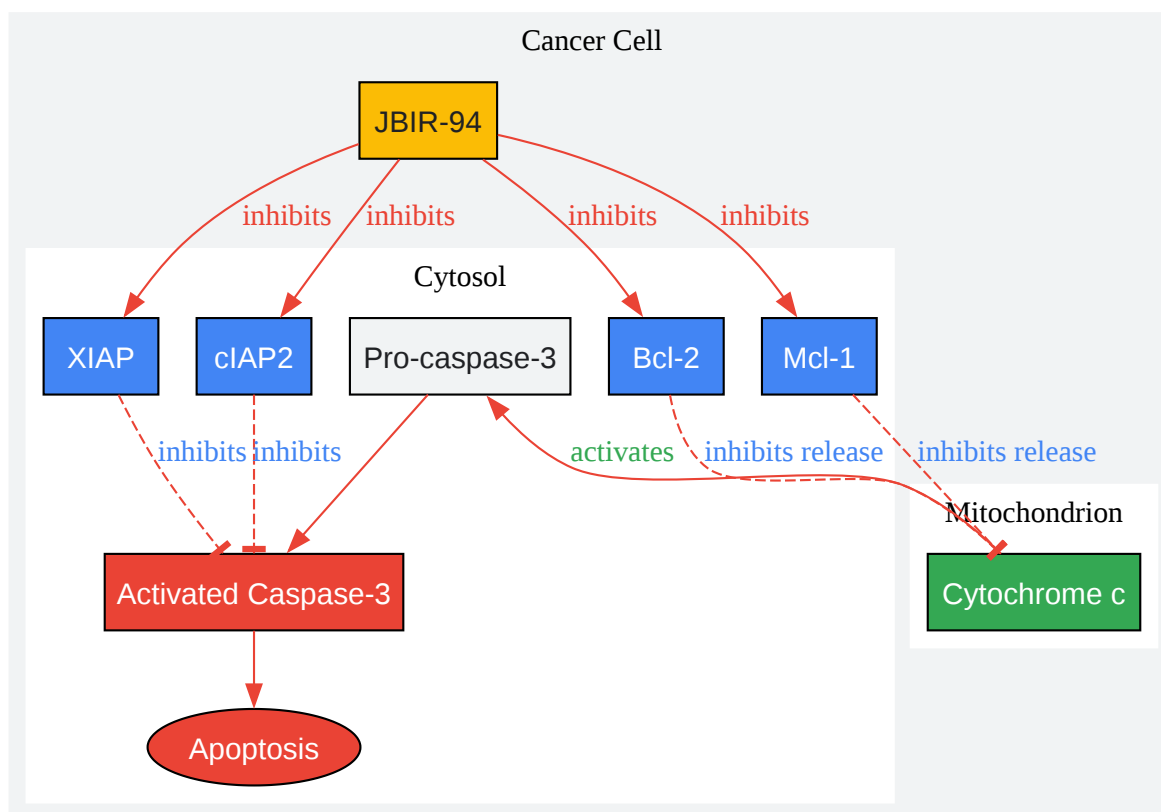 Cancer Cell
JBIR-94
inhibits
inhibits
inhibits
inhibits
Cytosol
XIAP
cIAP2
Pro-caspase-3
Bcl-2
Mcl-1
inhibits
inhibits
activates
inhibits release
inhibits release
Mitochondrion
Activated Caspase-3
Cytochrome c
Apoptosis